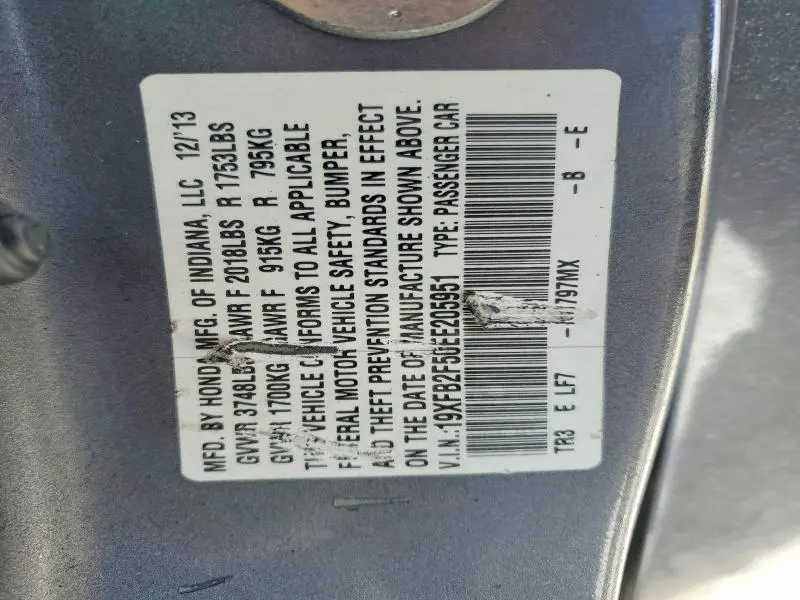 MFD. BY HONDA MFG. OF INDIANA, LLC 12/'13
GVWR 3748LBS GAWR F 2018LBS R 1753LBS
GVWR 1700KG GAWR F 915KG R 795KG
THIS VEHICLE CONFORMS TO ALL APPLICABLE
FEDERAL MOTOR VEHICLE SAFETY, BUMPER,
AND THEFT PREVENTION STANDARDS IN EFFECT
ON THE DATE OF MANUFACTURE SHOWN ABOVE.
V.I.N.:19XFB2F50EE205951 TYPE: PASSENGER CAR
TR3 E LF7 -B -E